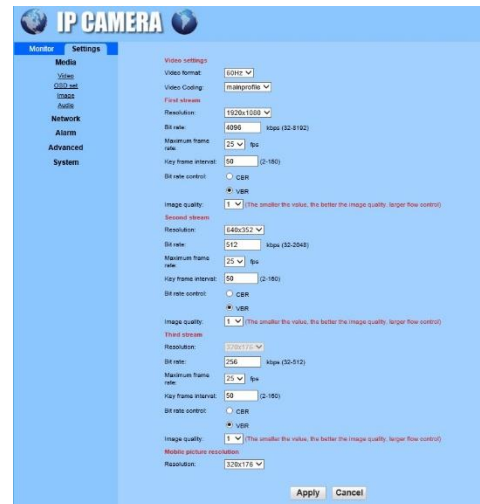 IP CAMERA
Monitor Settings
Media
Video
OSD set
Image
Audio
Network
Alarm
Advanced
System
Video settings
Video format: 60Hz
Video Coding: mainprofile
First stream
Resolution: 1920x1080
Bit rate: 4096 kbps (32-8192)
Maximum frame
rate: 25 fps
Key frame interval: 50 (2-180)
Bit rate control: CBR
VBR
Image quality: 1 (The smaller the value, the better the image quality, larger flow control)
Second stream
Resolution: 640x352
Bit rate: 512 kbps (32-2048)
Maximum frame
rate: 25 fps
Key frame interval: 50 (2-180)
Bit rate control: CBR
VBR
Image quality: 1 (The smaller the value, the better the image quality, larger flow control)
Third stream
Resolution: 320x176
Bit rate: 256 kbps (32-512)
Maximum frame
rate: 25 fps
Key frame interval: 50 (2-180)
Bit rate control: CBR
VBR
Image quality: 1 (The smaller the value, the better the image quality, larger flow control)
Mobile picture resolution
Resolution: 320x176
Apply Cancel